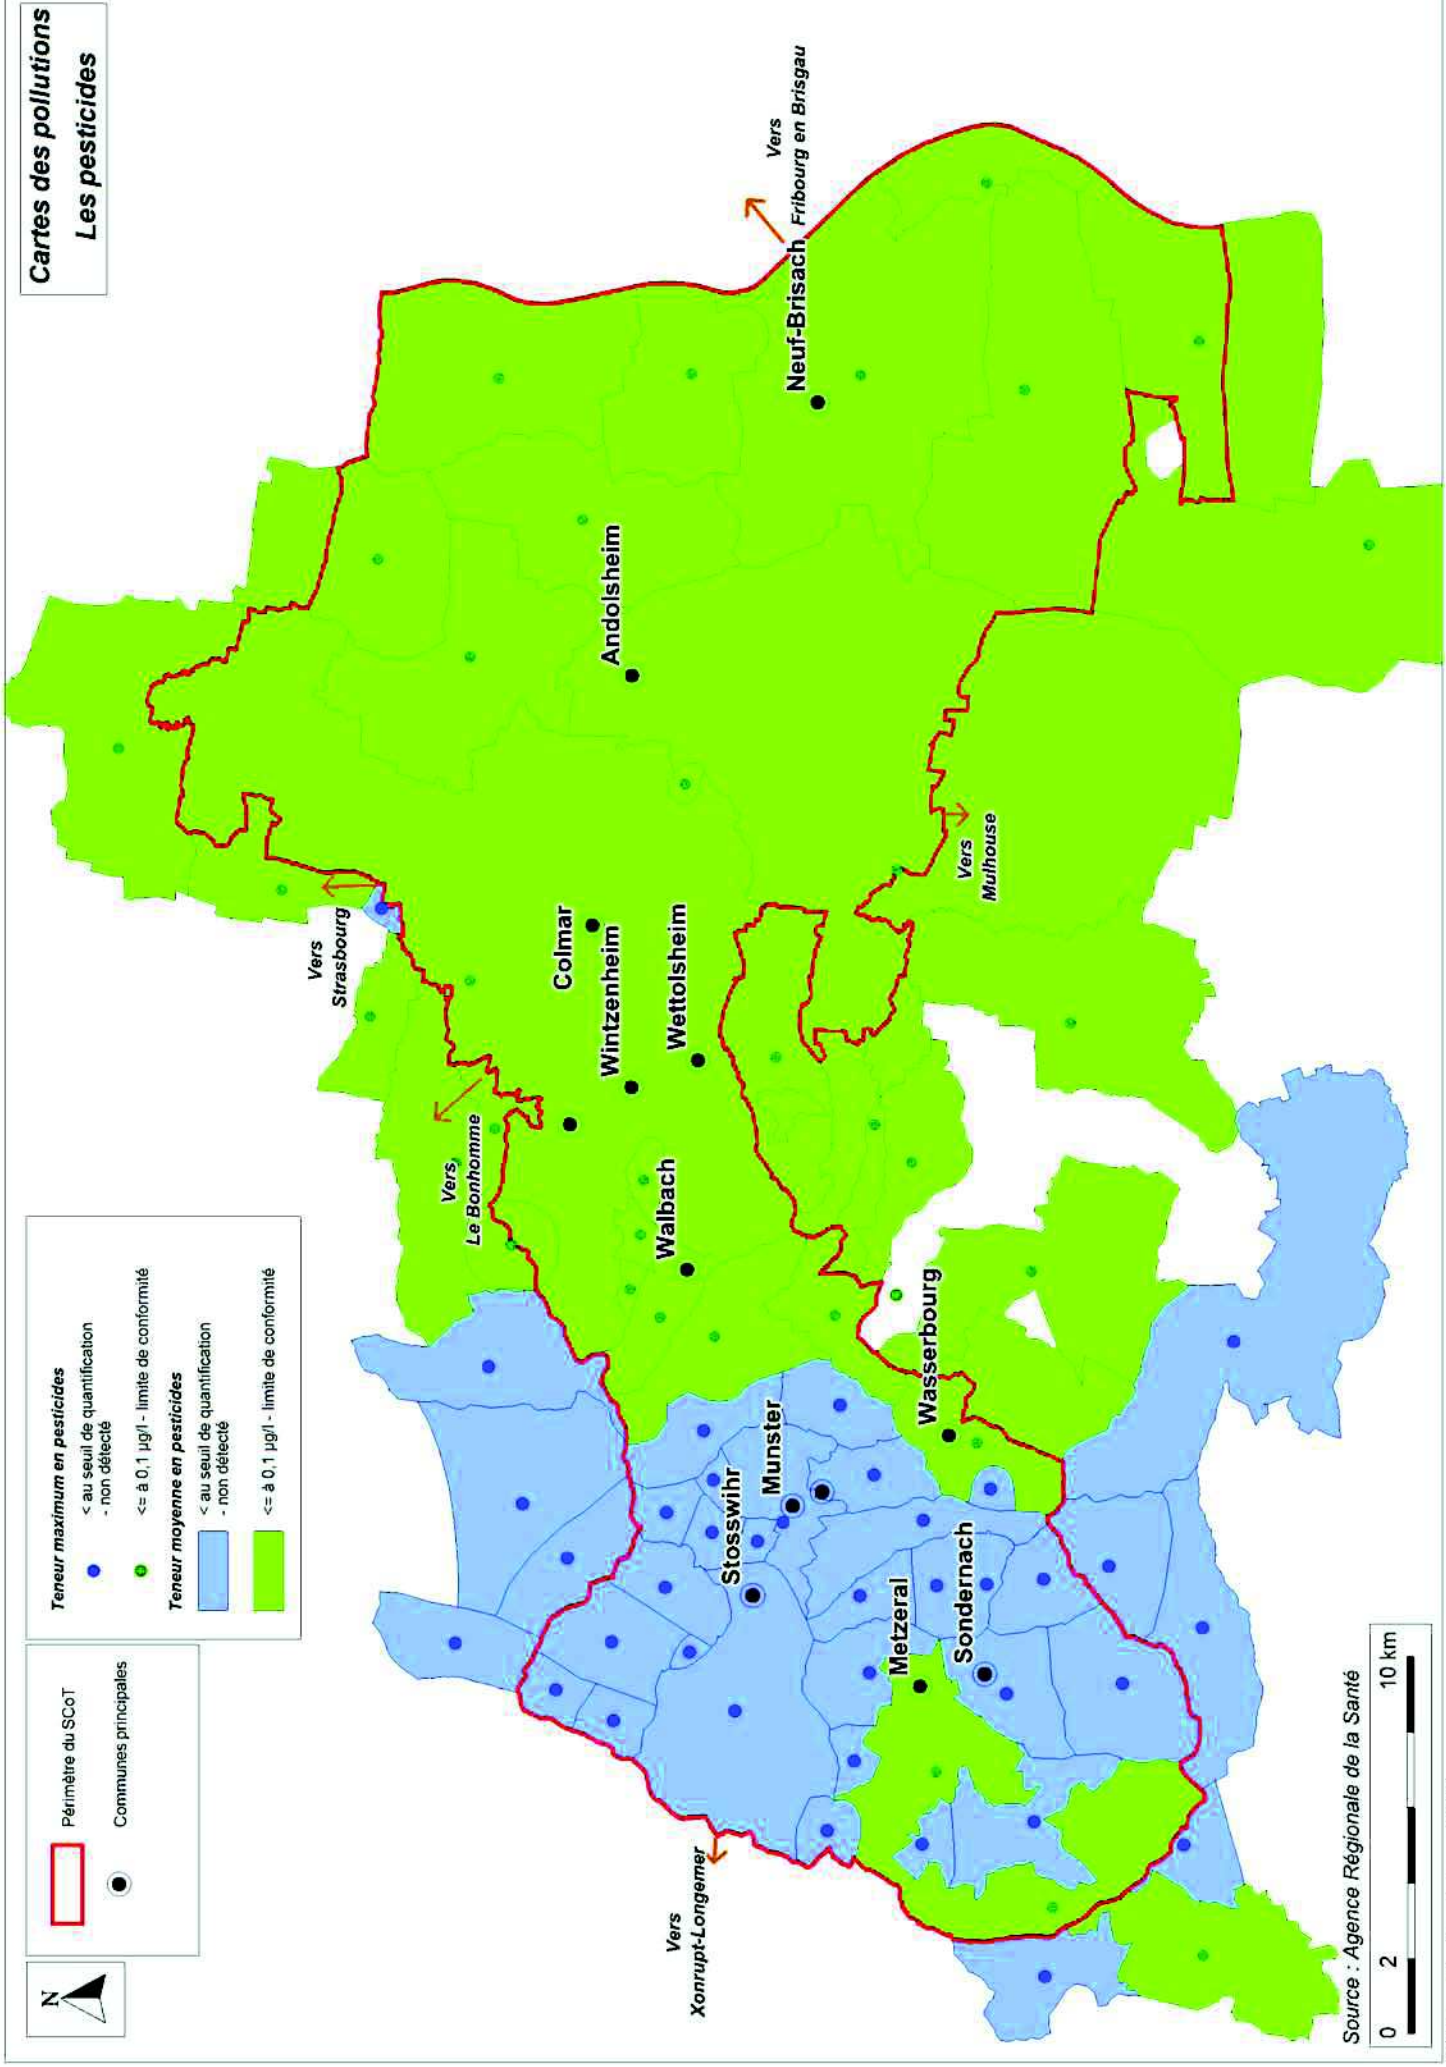 Cartes des pollutions
Les pesticides
N
Périmètre du SCoT
Communes principales
Teneur maximum en pesticides
< au seuil de quantification
- non détecté
<= à 0,1 µg/l - limite de conformité
Teneur moyenne en pesticides
< au seuil de quantification
- non détecté
<= à 0,1 µg/l - limite de conformité
Vers
Strasbourg
Vers
Le Bonhomme
Vers
Fribourg en Brisgau
Vers
Mulhouse
Vers
Xonrupt-Longemer
Colmar
Wintzenheim
Wettolsheim
Andolsheim
Neuf-Brisach
Walbach
Munster
Stosswihr
Wasserbourg
Metzeral
Sondernach
Source : Agence Régionale de la Santé
0 2 10 km